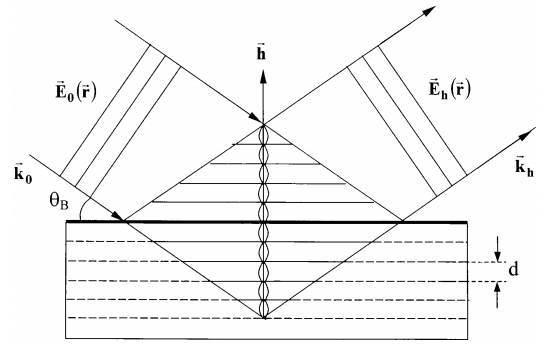 h⃗
E⃗₀(r⃗)
E⃗ₕ(r⃗)
k⃗₀
k⃗ₕ
θ_B
d